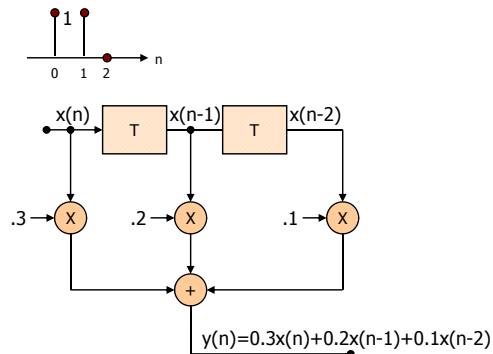 1
n
0 1 2
x(n) x(n-1) x(n-2)
T T
.3 X .2 X .1 X
+
y(n)=0.3x(n)+0.2x(n-1)+0.1x(n-2)